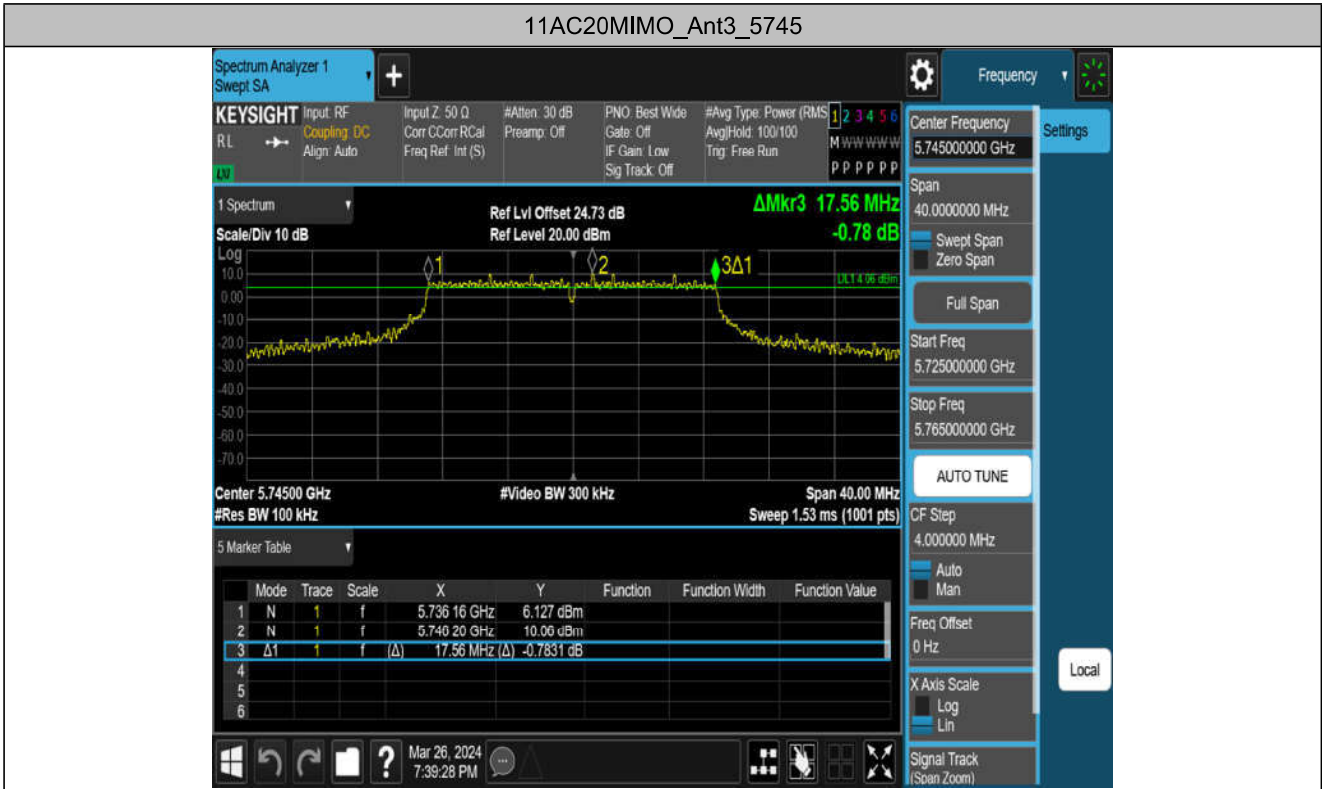 11AC20MIMO_Ant3_5745
Spectrum Analyzer 1
Swept SA
+
Frequency
KEYSIGHT
RL
LXI
Input: RF
Coupling: DC
Align: Auto
Input Z: 50 Ω
Corr CCorr RCal
Freq Ref: Int (S)
#Atten: 30 dB
Preamp: Off
PNO: Best Wide
Gate: Off
IF Gain: Low
Sig Track: Off
#Avg Type: Power (RMS
Avg|Hold: 100/100
Trig: Free Run
1 2 3 4 5 6
M W W W W W
P P P P P P
1 Spectrum
Scale/Div 10 dB
Ref Lvl Offset 24.73 dB
Ref Level 20.00 dBm
ΔMkr3 17.56 MHz
-0.78 dB
Log
10.0
0.00
-10.0
-20.0
-30.0
-40.0
-50.0
-60.0
-70.0
1
2
3Δ1
DL1 4.06 dBm
Center 5.74500 GHz
#Res BW 100 kHz
#Video BW 300 kHz
Span 40.00 MHz
Sweep 1.53 ms (1001 pts)
5 Marker Table
Mode Trace Scale X Y Function Function Width Function Value
1 N 1 f 5.736 16 GHz 6.127 dBm
2 N 1 f 5.746 20 GHz 10.06 dBm
3 Δ1 1 f (Δ) 17.56 MHz (Δ) -0.7831 dB
4
5
6
Mar 26, 2024
7:39:28 PM
?
Center Frequency
5.745000000 GHz
Settings
Span
40.0000000 MHz
Swept Span
Zero Span
Full Span
Start Freq
5.725000000 GHz
Stop Freq
5.765000000 GHz
AUTO TUNE
CF Step
4.000000 MHz
Auto
Man
Freq Offset
0 Hz
Local
X Axis Scale
Log
Lin
Signal Track
(Span Zoom)